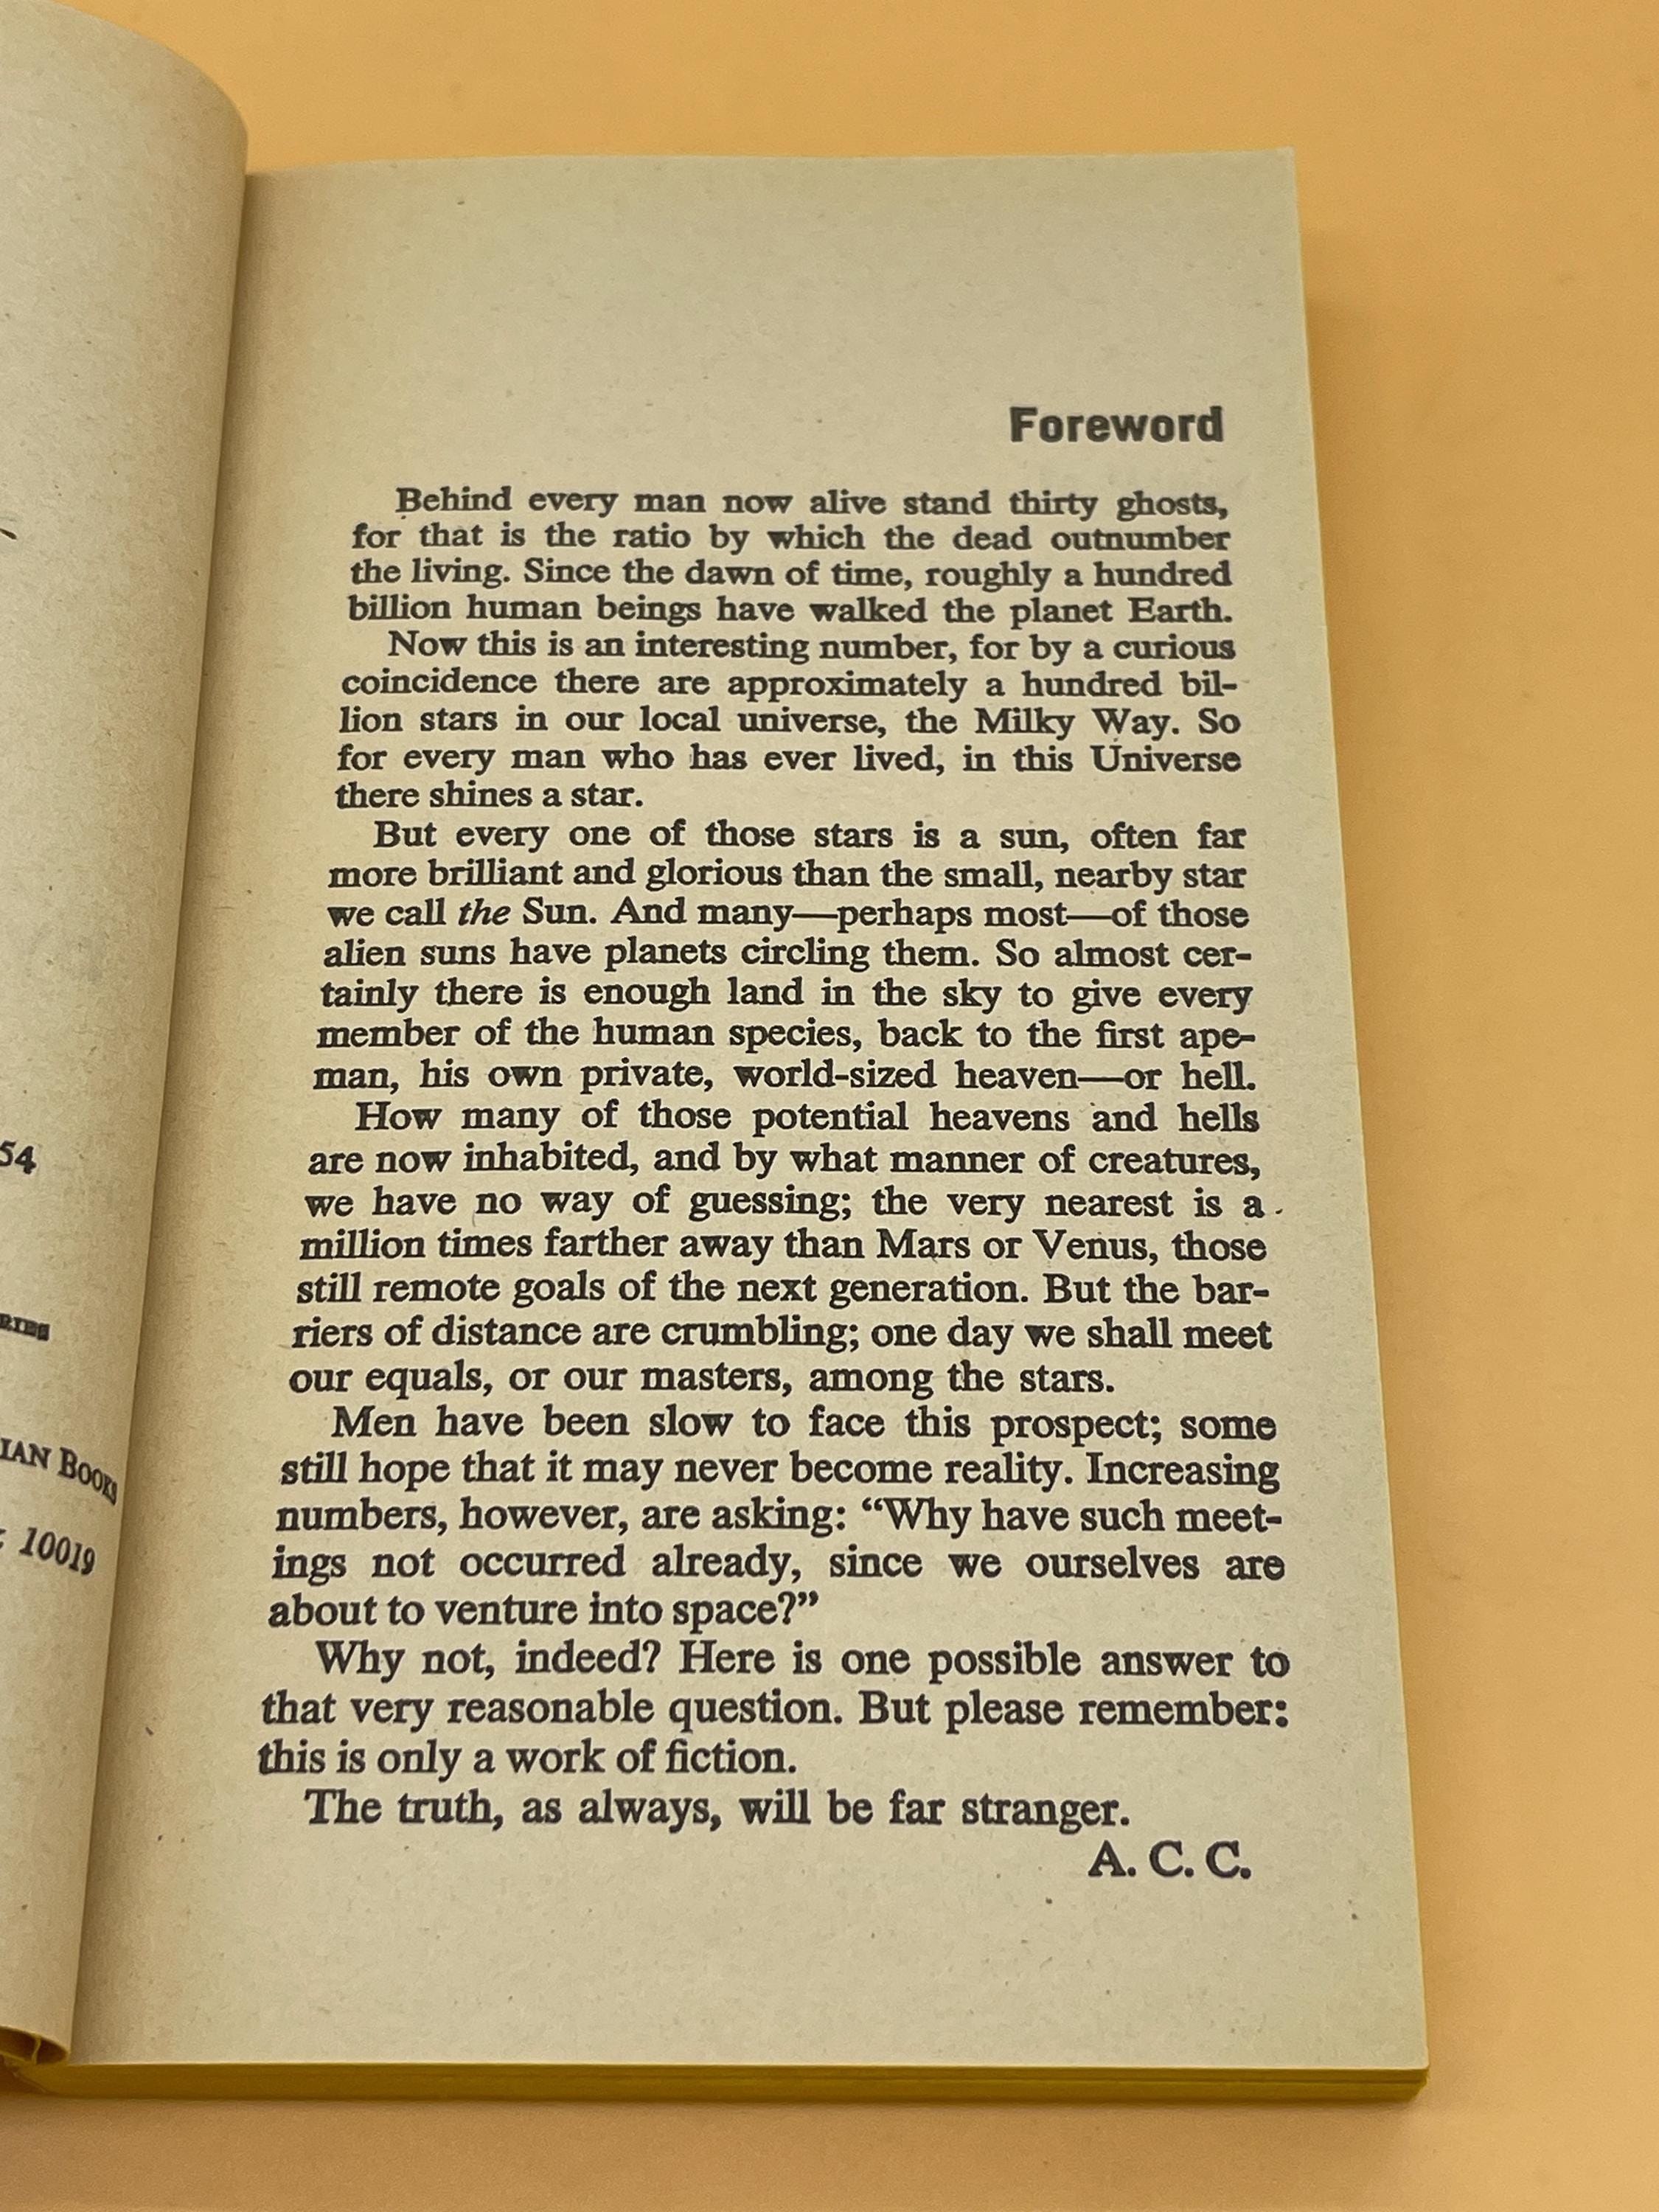 54
RIES
IAN BOOKS
10019
Foreword
Behind every man now alive stand thirty ghosts,
for that is the ratio by which the dead outnumber
the living. Since the dawn of time, roughly a hundred
billion human beings have walked the planet Earth.
Now this is an interesting number, for by a curious
coincidence there are approximately a hundred bil-
lion stars in our local universe, the Milky Way. So
for every man who has ever lived, in this Universe
there shines a star.
But every one of those stars is a sun, often far
more brilliant and glorious than the small, nearby star
we call the Sun. And many—perhaps most—of those
alien suns have planets circling them. So almost cer-
tainly there is enough land in the sky to give every
member of the human species, back to the first ape-
man, his own private, world-sized heaven—or hell.
How many of those potential heavens and hells
are now inhabited, and by what manner of creatures,
we have no way of guessing; the very nearest is a
million times farther away than Mars or Venus, those
still remote goals of the next generation. But the bar-
riers of distance are crumbling; one day we shall meet
our equals, or our masters, among the stars.
Men have been slow to face this prospect; some
still hope that it may never become reality. Increasing
numbers, however, are asking: “Why have such meet-
ings not occurred already, since we ourselves are
about to venture into space?”
Why not, indeed? Here is one possible answer to
that very reasonable question. But please remember:
this is only a work of fiction.
The truth, as always, will be far stranger.
A. C. C.